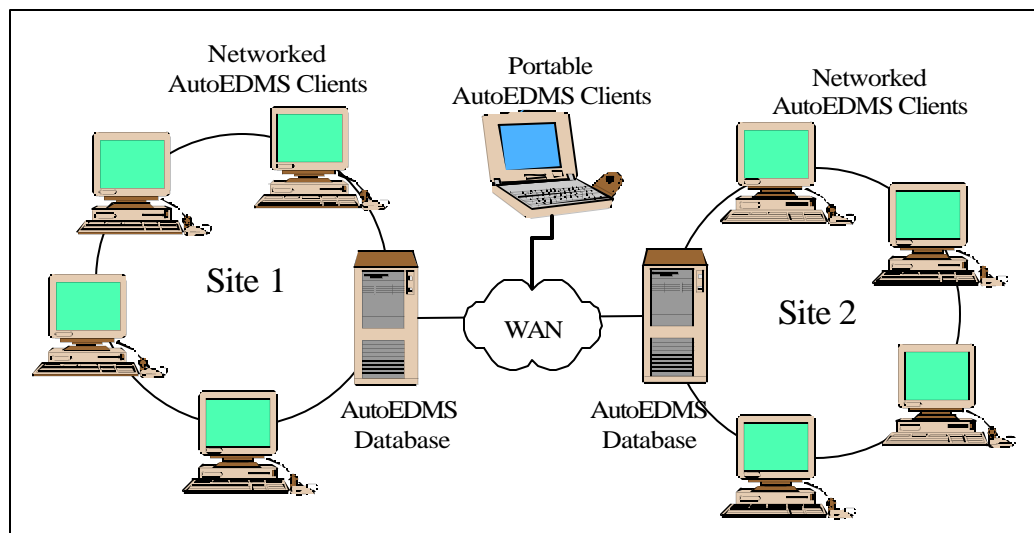 Networked
AutoEDMS Clients
Portable
AutoEDMS Clients
Networked
AutoEDMS Clients
Site 1
WAN
Site 2
AutoEDMS
Database
AutoEDMS
Database